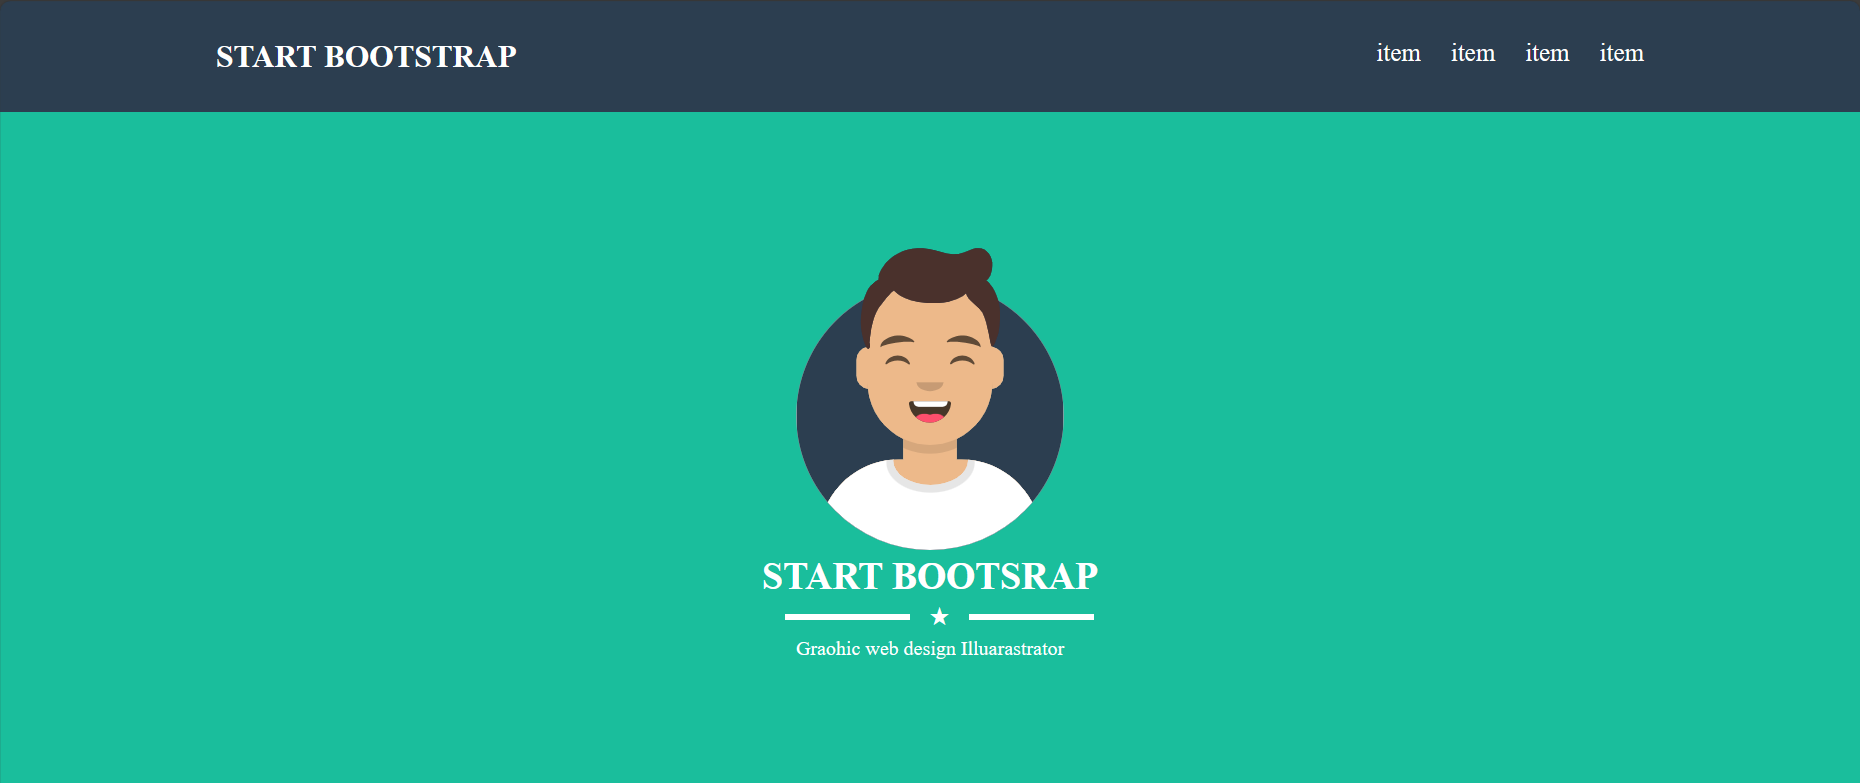 START BOOTSTRAP
item item item item
START BOOTSRAP
★
Graohic web design Illuarastrator